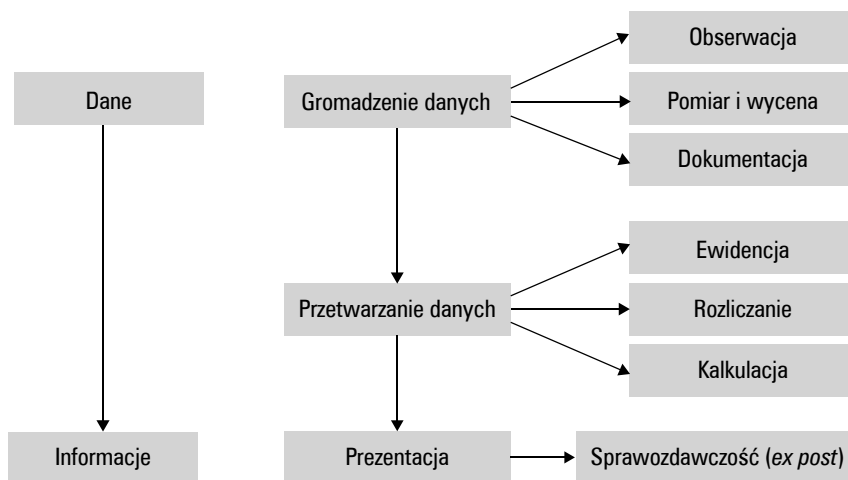 Obserwacja
Dane
Gromadzenie danych
Pomiar i wycena
Dokumentacja
Ewidencja
Przetwarzanie danych
Rozliczanie
Kalkulacja
Informacje
Prezentacja
Sprawozdawczość (ex post)